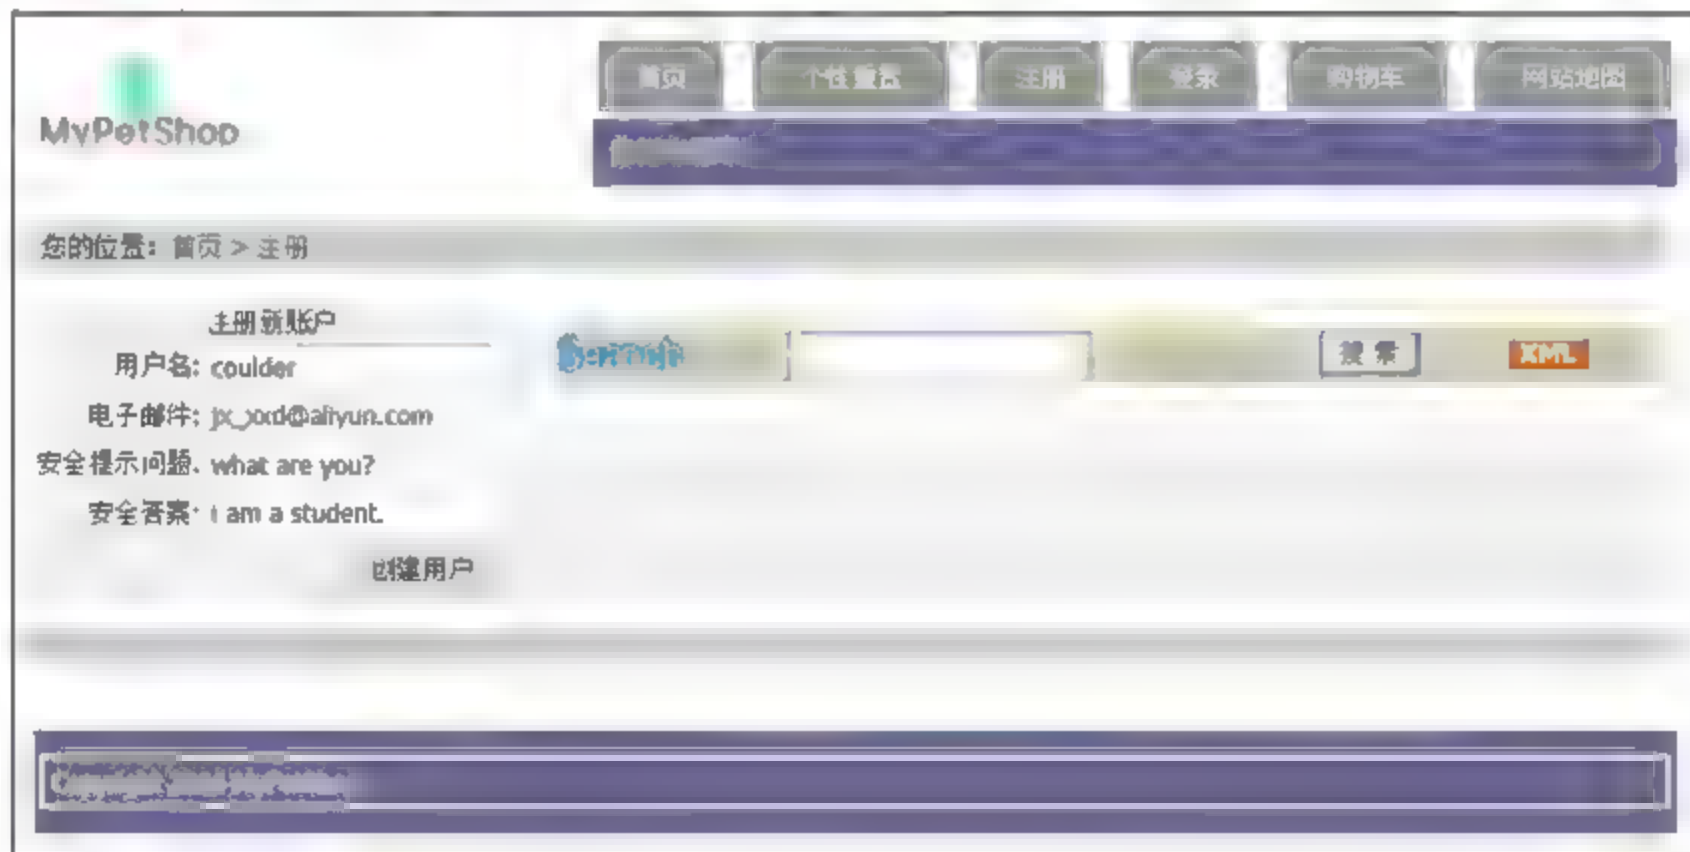 MyPetShop
首页 个性重置 注册 登录 购物车 网站地图
您的位置: 首页 > 注册
注册新账户
用户名: coulder
搜索 XML
电子邮件: jx_xxd@aliyun.com
安全提示问题: what are you?
安全答案: i am a student.
创建用户